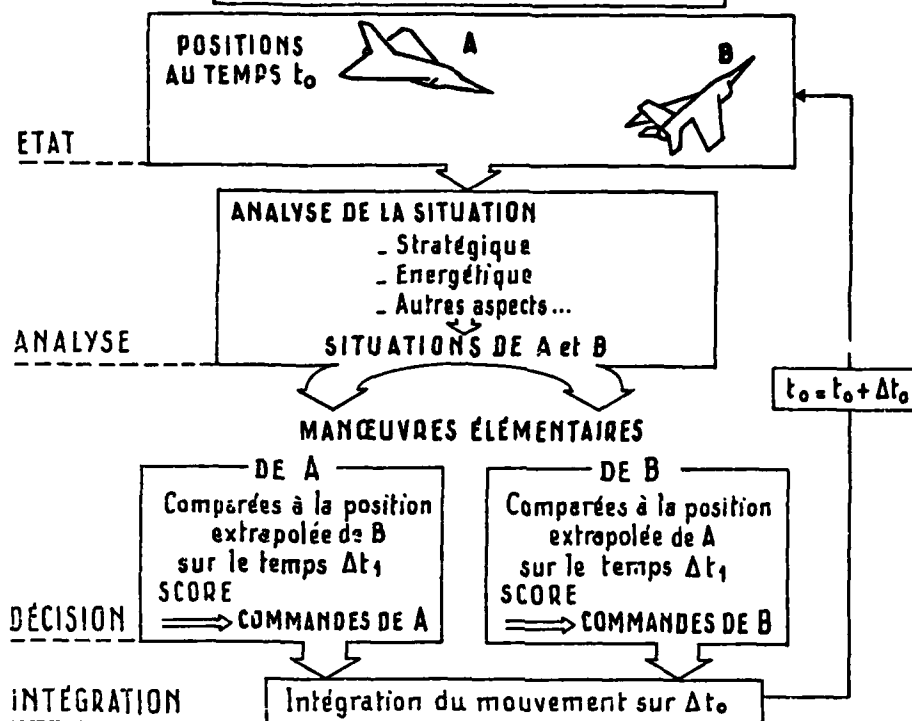 POSITIONS
AU TEMPS t₀
A
B
ETAT
ANALYSE DE LA SITUATION
- Stratégique
- Energétique
- Autres aspects...
ANALYSE
SITUATIONS DE A et B
t₀ = t₀ + Δt₀
MANŒUVRES ÉLÉMENTAIRES
DE A
Comparées à la position
extrapolée de B
sur le temps Δt₁
SCORE
⇒ COMMANDES DE A
DE B
Comparées à la position
extrapolée de A
sur le temps Δt₁
SCORE
⇒ COMMANDES DE B
DÉCISION
INTÉGRATION
Intégration du mouvement sur Δt₀